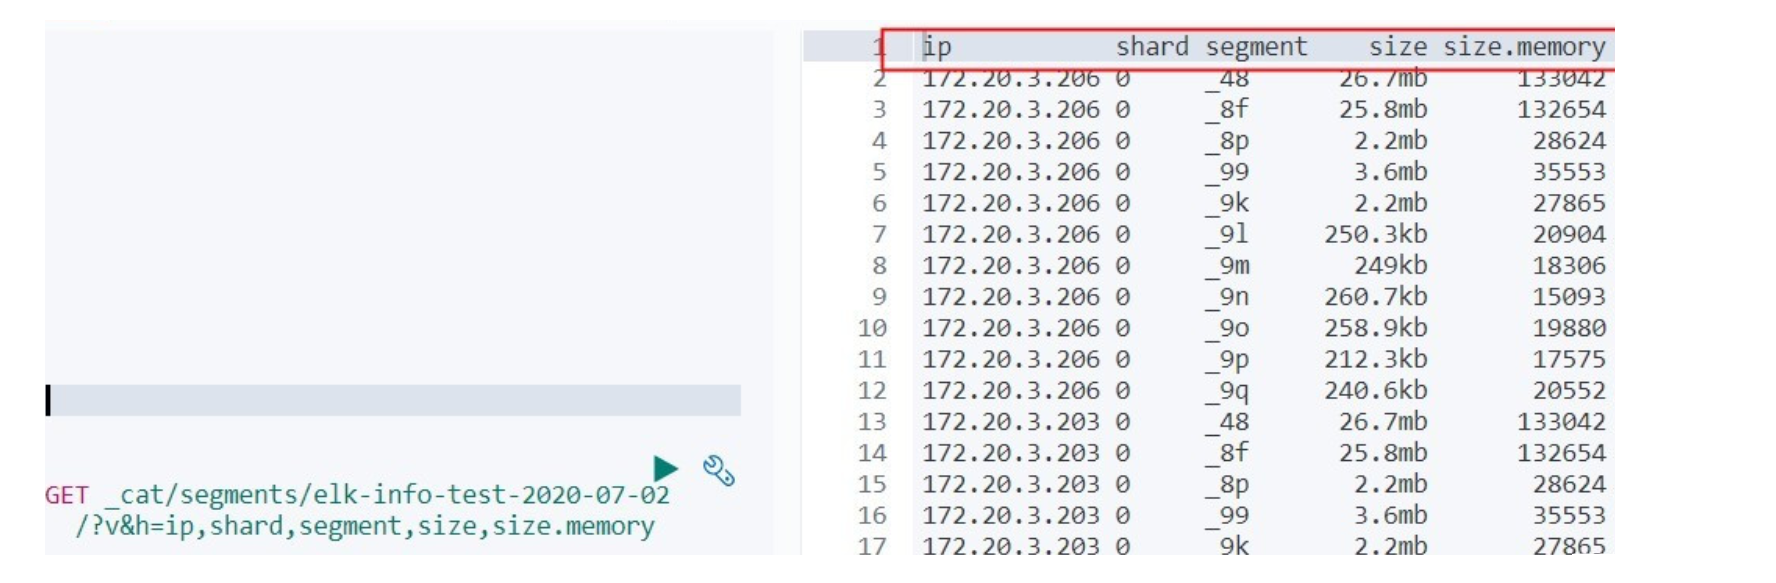 GET _cat/segments/elk-info-test-2020-07-02
/?v&h=ip,shard,segment,size,size.memory
1 ip shard segment size size.memory
2 172.20.3.206 0 _48 26.7mb 133042
3 172.20.3.206 0 _8f 25.8mb 132654
4 172.20.3.206 0 _8p 2.2mb 28624
5 172.20.3.206 0 _99 3.6mb 35553
6 172.20.3.206 0 _9k 2.2mb 27865
7 172.20.3.206 0 _9l 250.3kb 20904
8 172.20.3.206 0 _9m 249kb 18306
9 172.20.3.206 0 _9n 260.7kb 15093
10 172.20.3.206 0 _9o 258.9kb 19880
11 172.20.3.206 0 _9p 212.3kb 17575
12 172.20.3.206 0 _9q 240.6kb 20552
13 172.20.3.203 0 _48 26.7mb 133042
14 172.20.3.203 0 _8f 25.8mb 132654
15 172.20.3.203 0 _8p 2.2mb 28624
16 172.20.3.203 0 _99 3.6mb 35553
17 172.20.3.203 0 9k 2.2mb 27865